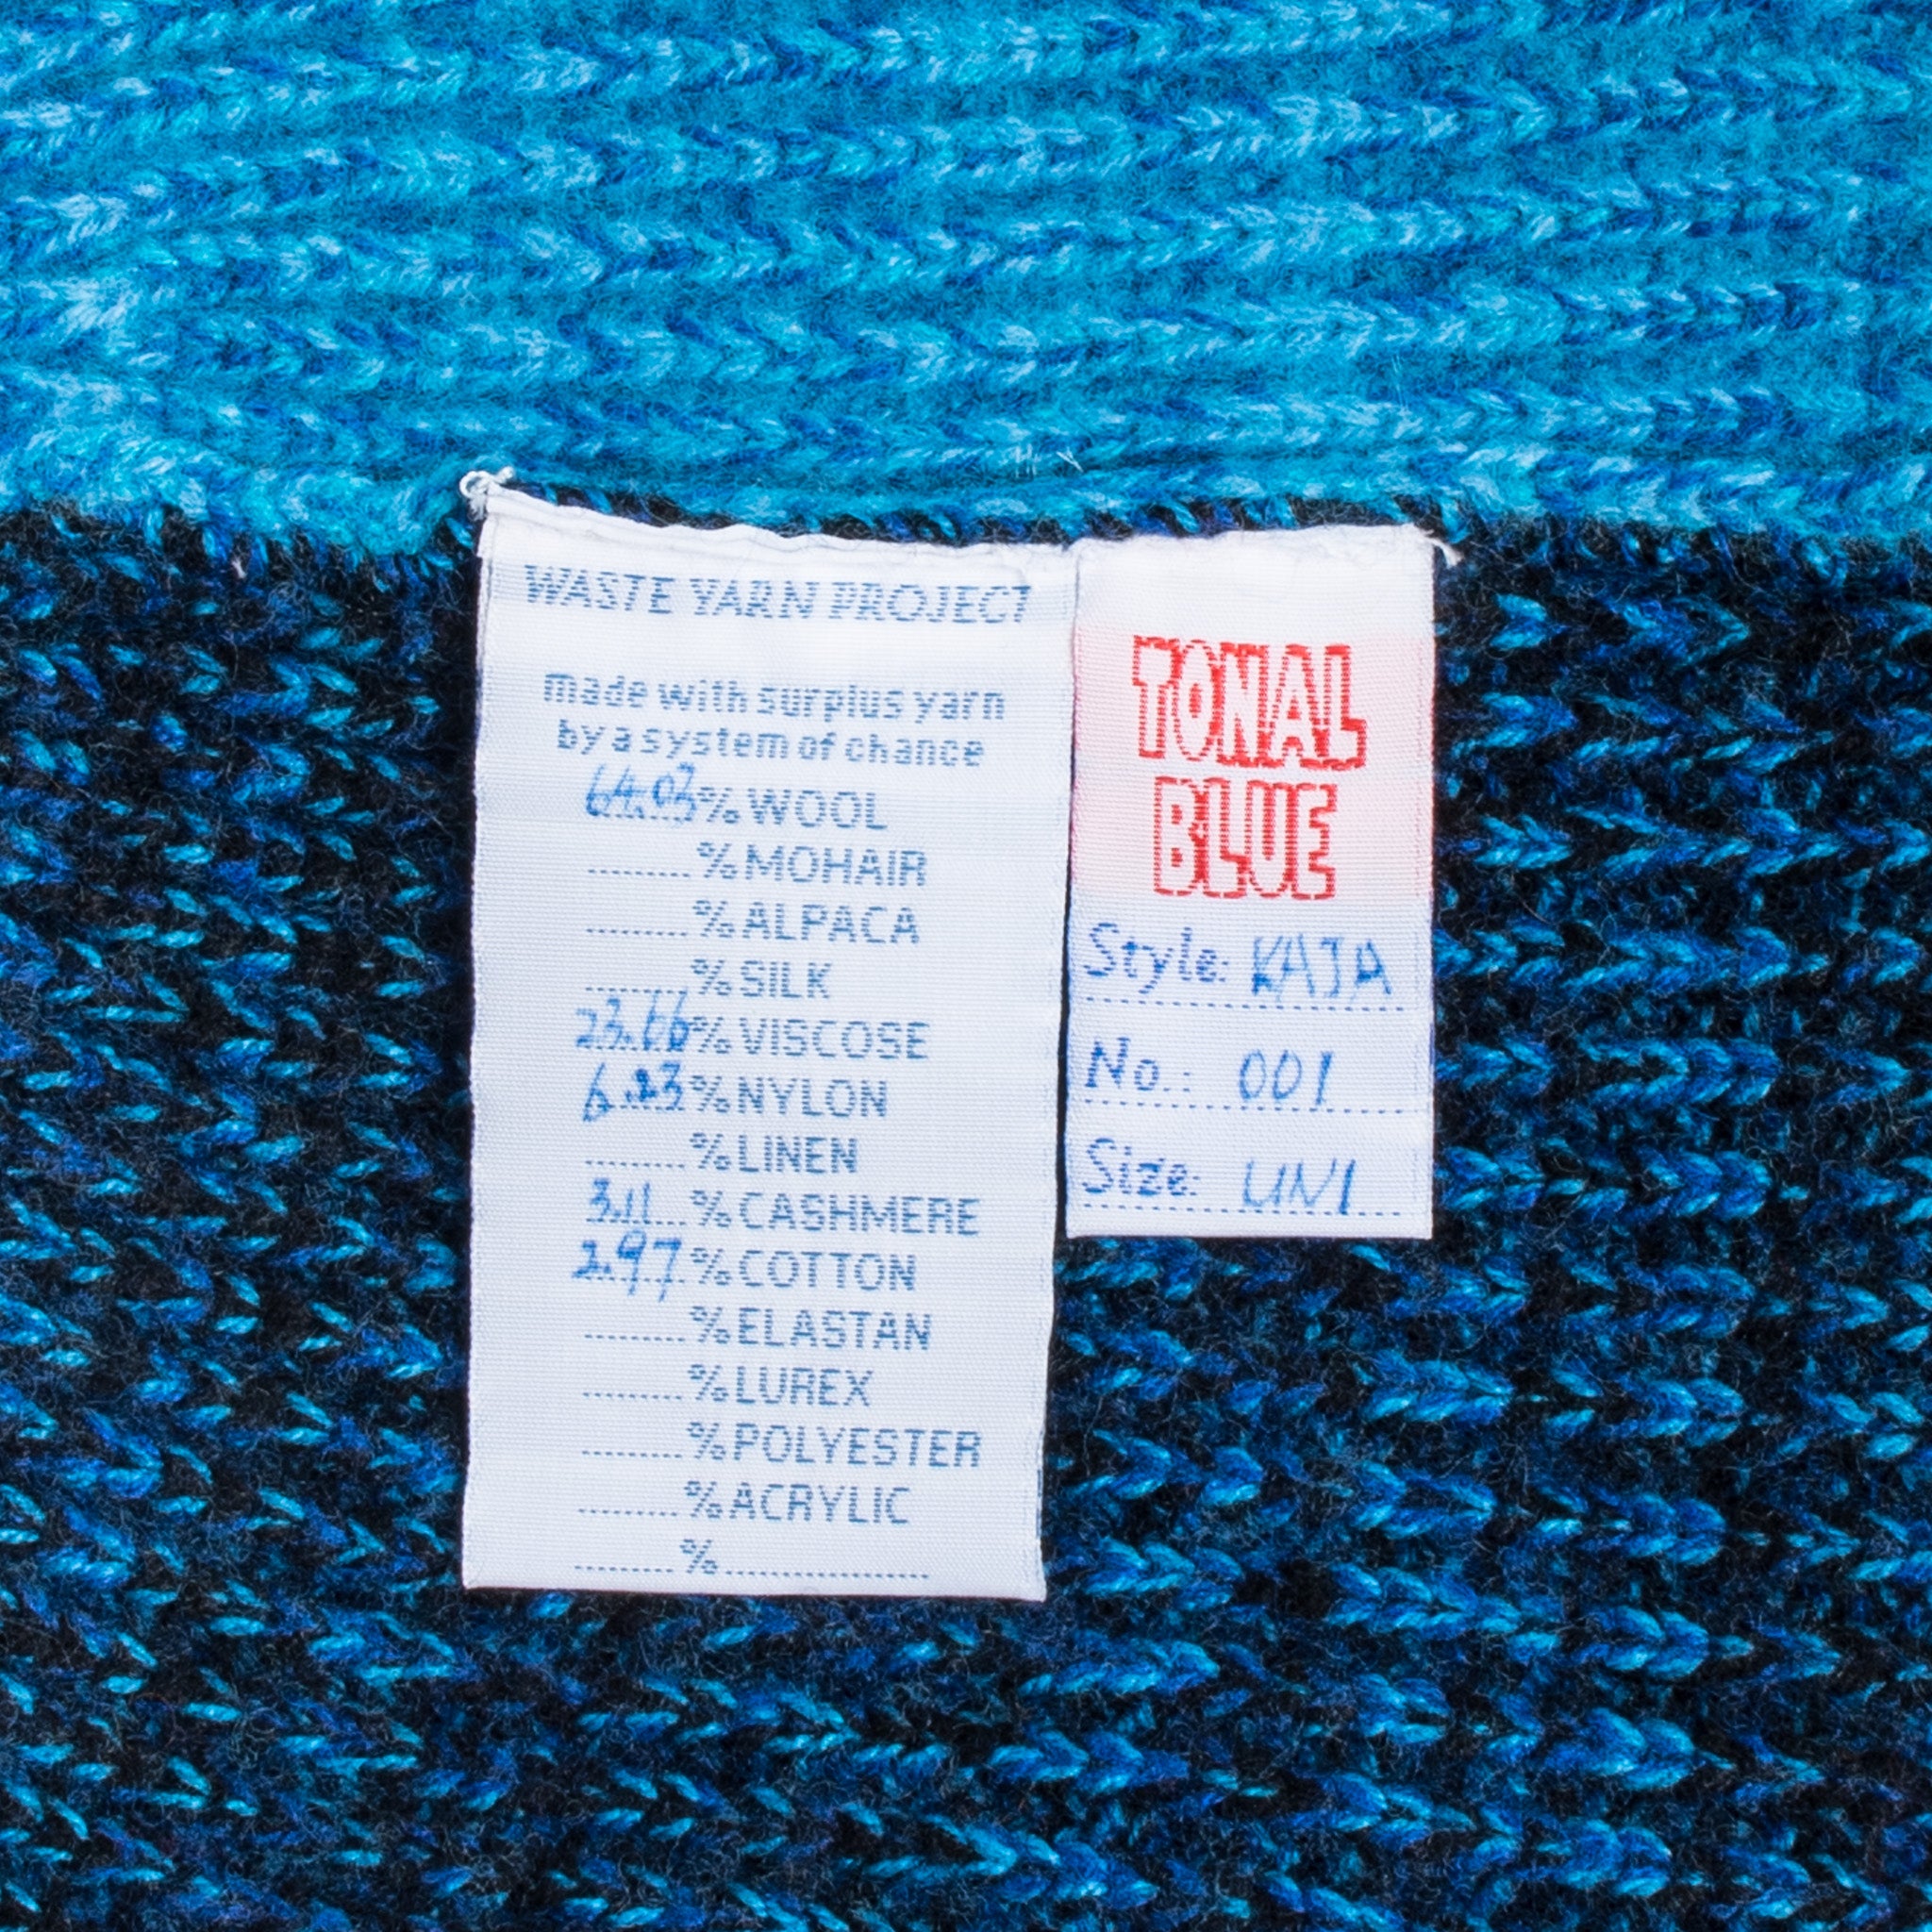 WASTE YARN PROJECT
made with surplus yarn
by a system of chance
64.03% WOOL
..........% MOHAIR
..........% ALPACA
..........% SILK
23.66% VISCOSE
6.23% NYLON
..........% LINEN
3.11...% CASHMERE
2.97.% COTTON
..........% ELASTAN
..........% LUREX
..........% POLYESTER
..........% ACRYLIC
..........%....................
TONAL
BLUE
Style: KAJA
No.: 001
Size: UNI